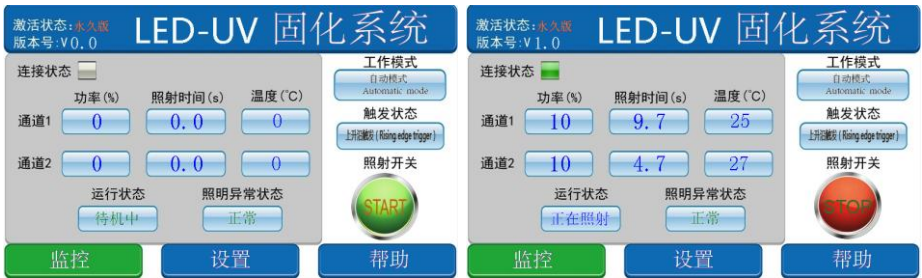 激活状态:永久版
版本号:V0.0
LED-UV 固化系统
连接状态
功率(%) 照射时间(s) 温度(℃)
通道1 0 0.0 0
通道2 0 0.0 0
运行状态 照明异常状态
待机中 正常
工作模式
自动模式
Automatic mode
触发状态
上升沿触发(Rising edge trigger)
照射开关
START
监控 设置 帮助
激活状态:永久版
版本号:V1.0
LED-UV 固化系统
连接状态
功率(%) 照射时间(s) 温度(℃)
通道1 10 9.7 25
通道2 10 4.7 27
运行状态 照明异常状态
正在照射 正常
工作模式
自动模式
Automatic mode
触发状态
上升沿触发(Rising edge trigger)
照射开关
STOP
监控 设置 帮助